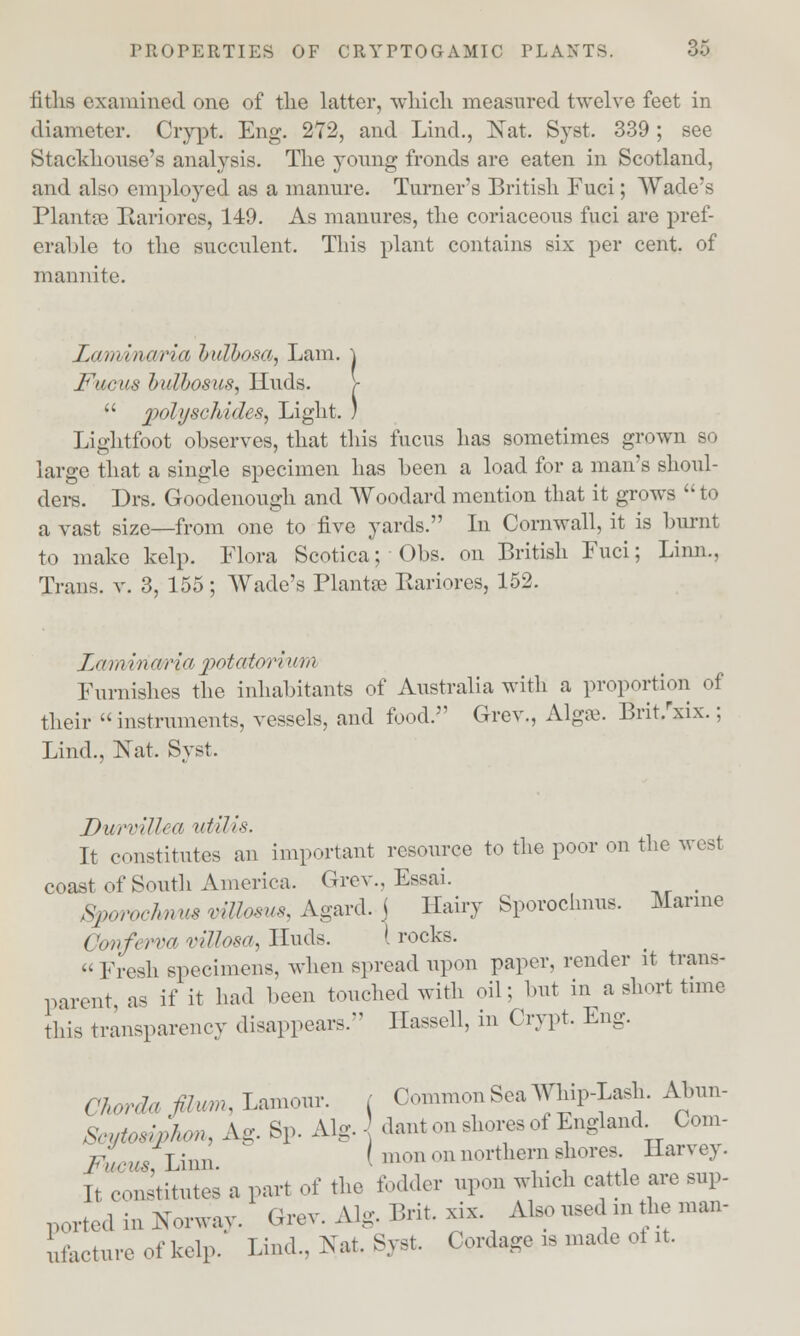 PROPERTIES OF CRYPTOGAMIC PLANTS. 35
fiths examined one of the latter, which measured twelve feet in
diameter. Crypt. Eng. 272, and Lind., Nat. Syst. 339; see
Stackhouse's analysis. The young fronds are eaten in Scotland,
and also employed as a manure. Turner's British Fuci; Wade's
Plantæ Rariores, 149. As manures, the coriaceous fuci are pref-
erable to the succulent. This plant contains six per cent. of
mannite.
Laminaria bulbosa, Lam. }
Fucus bulbosus, Huds.
" polyschides, Light.
Lightfoot observes, that this fucus has sometimes grown so
large that a single specimen has been a load for a man's shoul-
ders. Drs. Goodenough and Woodard mention that it grows "to
a vast size—from one to five yards." In Cornwall, it is burnt
to make kelp. Flora Scotica; Obs. on British Fuci; Linn.,
Trans. v. 3, 155; Wade's Plantæ Rariores, 152.
Laminaria potatorium
Furnishes the inhabitants of Australia with a proportion of
their "instruments, vessels, and food." Grev., Algæ. Brit. xix.;
Lind., Nat. Syst.
Durvillea utilis.
It constitutes an important resource to the poor on the west
coast of South America. Grev., Essai.
Sporochnus villosus, Agard. { Hairy Sporochnus. Marine
Conferva villosa, Huds. rocks.
"Fresh specimens, when spread upon paper, render it trans-
parent, as if it had been touched with oil; but in a short time
this transparency disappears." Hassell, in Crypt. Eng.
Chorda filum, Lamour. { Common Sea Whip-Lash. Abun-
Scytosiphon, Ag. Sp. Alg. dant on shores of England. Com-
Fucus, Linn. mon on northern shores. Harvey.
It constitutes a part of the fodder upon which cattle are sup-
ported in Norway. Grev. Alg. Brit. xix. Also used in the man-
ufacture of kelp. Lind., Nat. Syst. Cordage is made of it.